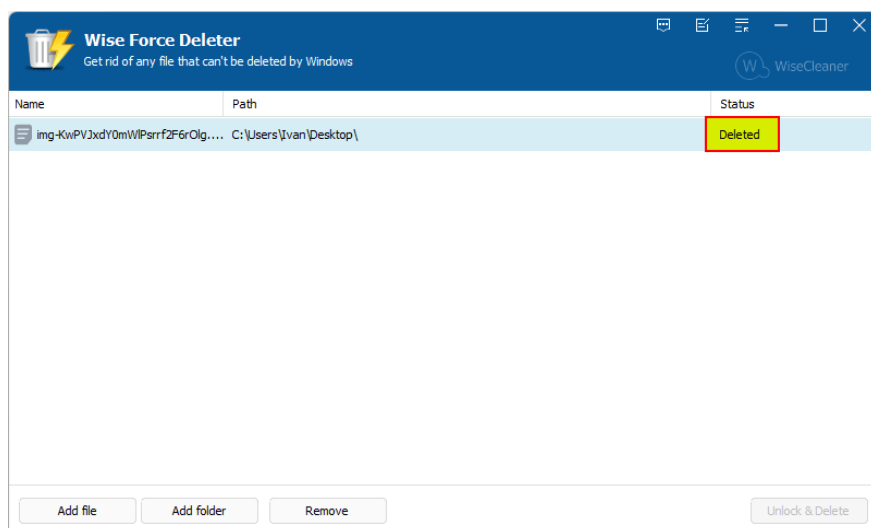 Wise Force Deleter
Get rid of any file that can't be deleted by Windows
W WiseCleaner
Name Path Status
img-KwPVJxdY0mWlPsrrf2F6rOlg.... C:\Users\Ivan\Desktop\ Deleted
Add file Add folder Remove Unlock & Delete